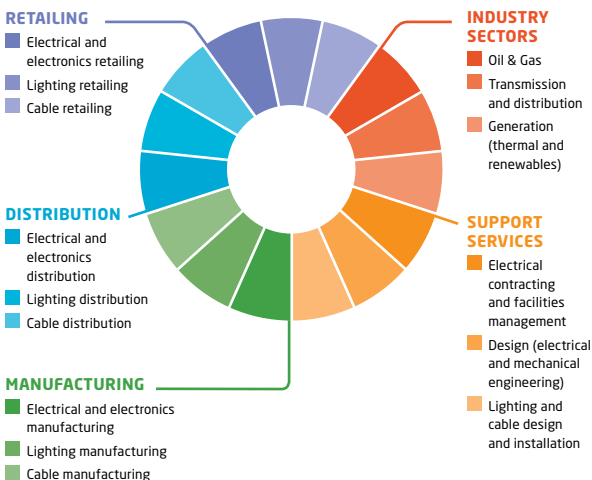 RETAILING
Electrical and
electronics retailing
Lighting retailing
Cable retailing
DISTRIBUTION
Electrical and
electronics
distribution
Lighting distribution
Cable distribution
MANUFACTURING
Electrical and electronics
manufacturing
Lighting manufacturing
Cable manufacturing
INDUSTRY
SECTORS
Oil & Gas
Transmission
and distribution
Generation
(thermal and
renewables)
SUPPORT
SERVICES
Electrical
contracting
and facilities
management
Design (electrical
and mechanical
engineering)
Lighting and
cable design
and installation